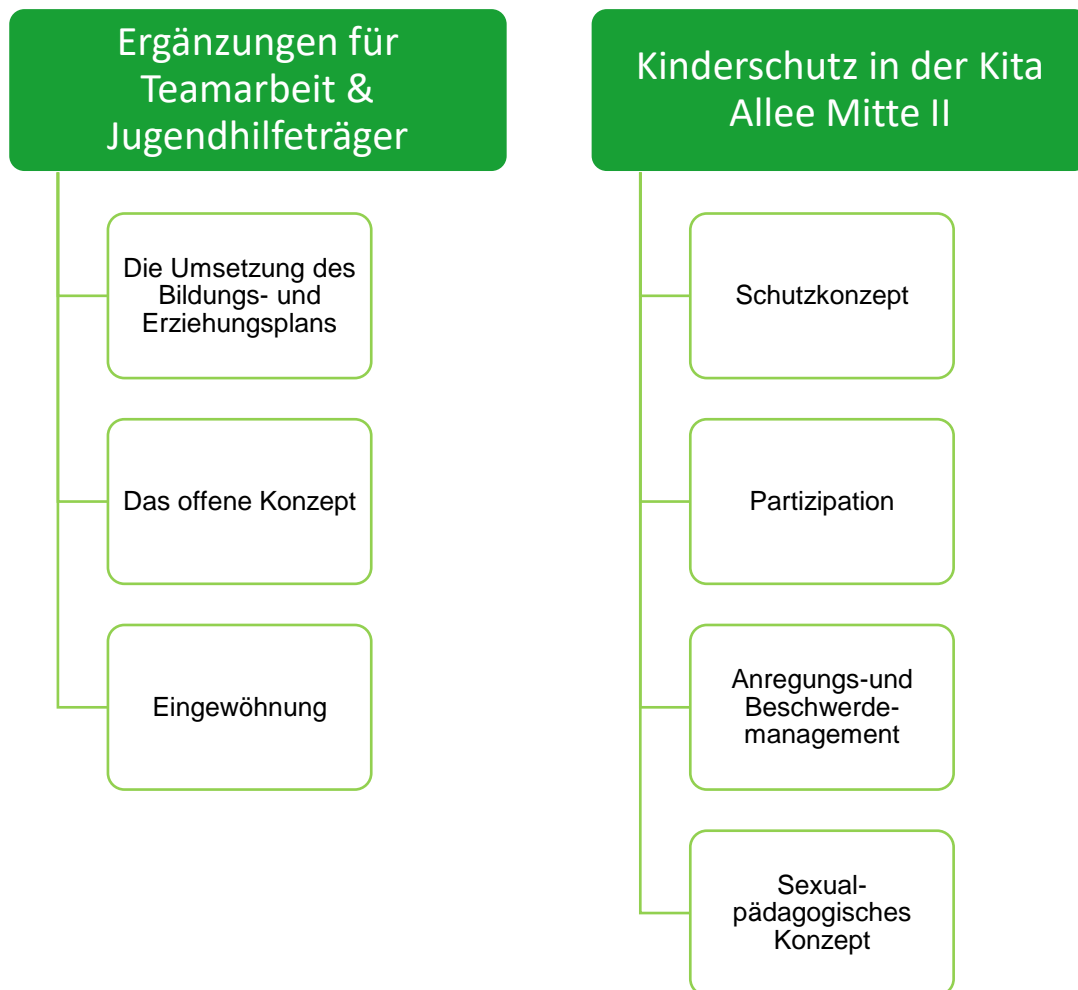 Ergänzungen für
Teamarbeit &
Jugendhilfeträger
Die Umsetzung des
Bildungs- und
Erziehungsplans
Das offene Konzept
Eingewöhnung
Kinderschutz in der Kita
Allee Mitte II
Schutzkonzept
Partizipation
Anregungs-und
Beschwerde-
management
Sexual-
pädagogisches
Konzept